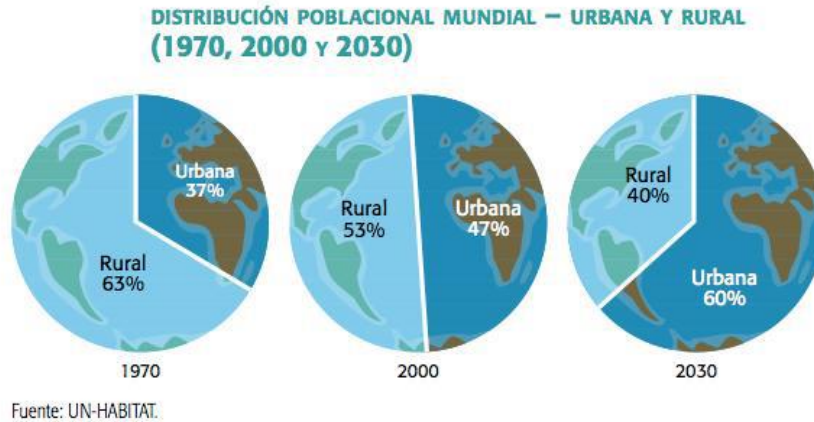 DISTRIBUCIÓN POBLACIONAL MUNDIAL – URBANA Y RURAL
(1970, 2000 Y 2030)
Urbana
37%
Rural
63%
1970
Rural
53%
Urbana
47%
2000
Rural
40%
Urbana
60%
2030
Fuente: UN-HABITAT.